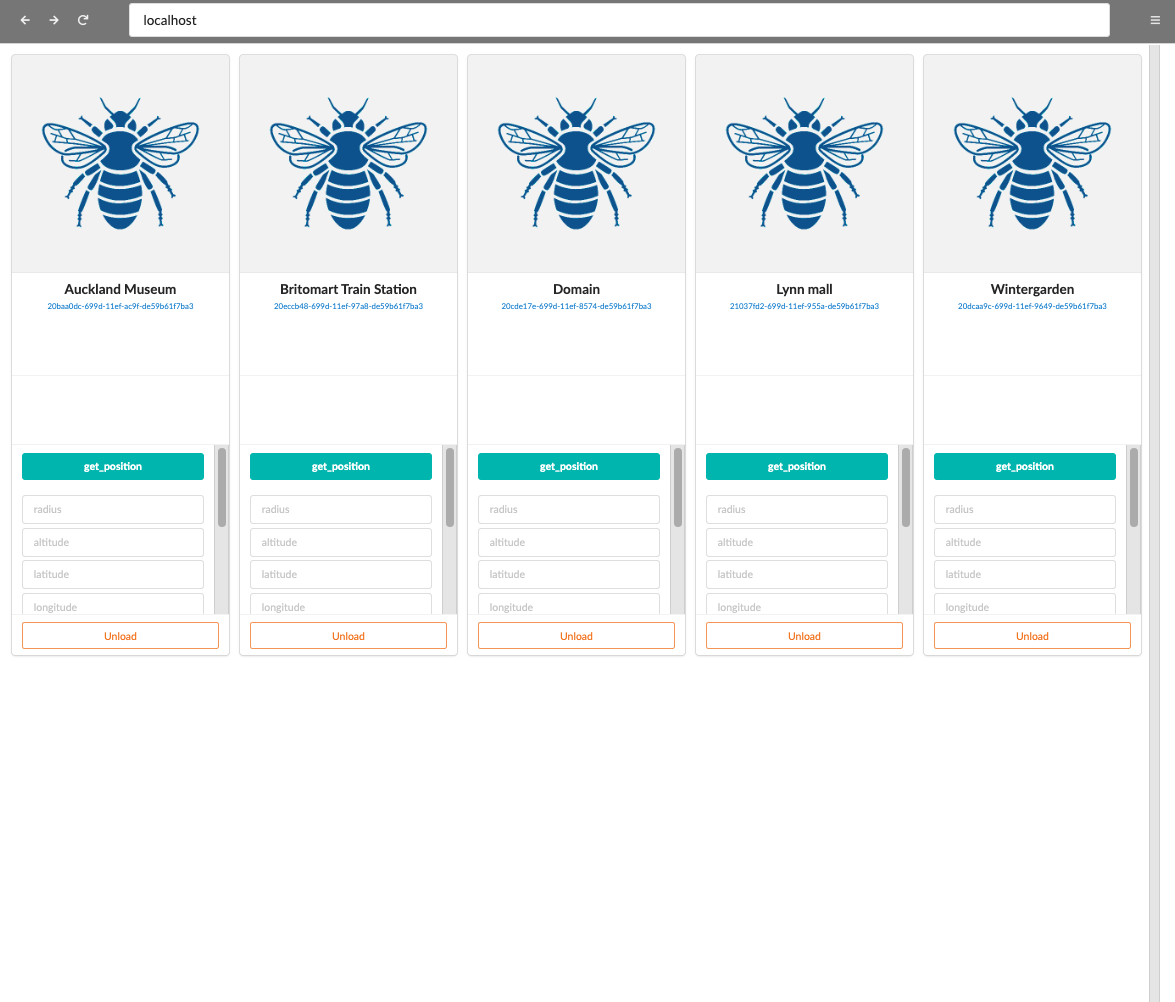 localhost
Auckland Museum
20baa0dc-699d-11ef-ac9f-de59b61f7ba3
get_position
radius
altitude
latitude
longitude
Unload
Britomart Train Station
20eccb48-699d-11ef-97a8-de59b61f7ba3
get_position
radius
altitude
latitude
longitude
Unload
Domain
20cde17e-699d-11ef-8574-de59b61f7ba3
get_position
radius
altitude
latitude
longitude
Unload
Lynn mall
21037fd2-699d-11ef-955a-de59b61f7ba3
get_position
radius
altitude
latitude
longitude
Unload
Wintergarden
20dcaa9c-699d-11ef-9649-de59b61f7ba3
get_position
radius
altitude
latitude
longitude
Unload